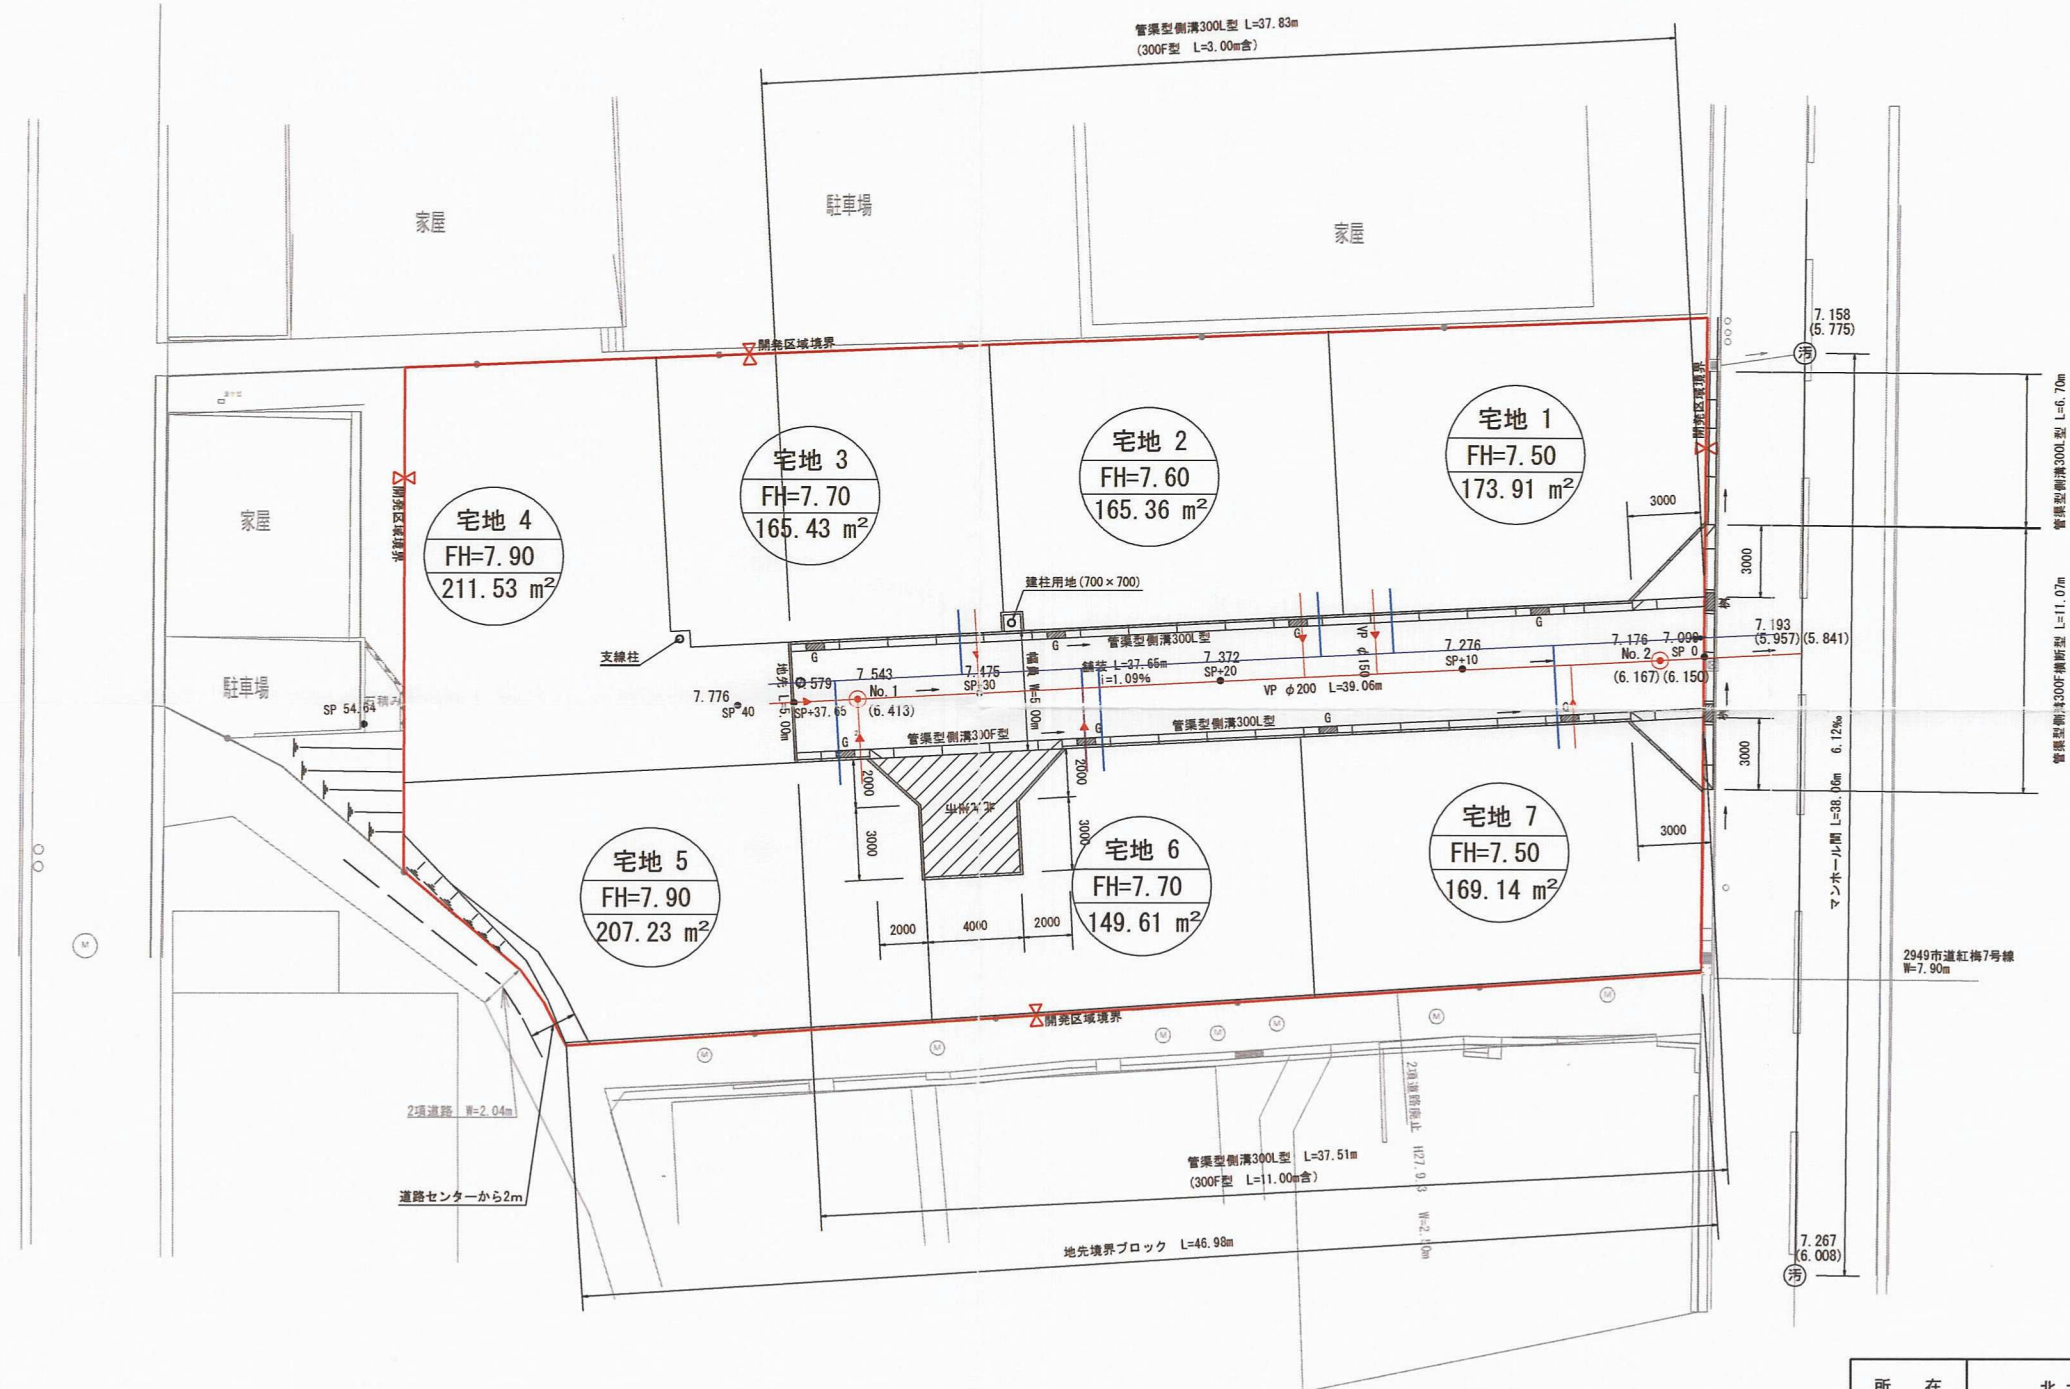 管渠型側溝300L型 L=37.83m
(300F型 L=3.00m含)
家屋
駐車場
家屋
7.158
(5.775)
汚
開発区域境界
開発区域境界
管渠型側溝300L型 L=6.70m
宅地 1
FH=7.50
173.91 m²
宅地 2
FH=7.60
165.36 m²
宅地 3
FH=7.70
165.43 m²
宅地 4
FH=7.90
211.53 m²
開発区域境界
家屋
3000
3000
建柱用地(700×700)
支線柱
管渠型側溝300L型
G
G
G
G
VP φ150
7.193
(5.957)(5.841)
管渠型側溝300F横断型 L=11.07m
駐車場
石積み
SP 54.64
7.776
SP 40
地先 L=5.00m
7.579
SP+37.65
7.543
No.1
(6.413)
7.475
SP+30
幅員 W=5.00m
舗装 L=37.65m
i=1.09%
7.372
SP+20
VP φ200 L=39.06m
7.276
SP+10
7.176
No.2
(6.167)
SP 0
(6.150)
管渠型側溝300F型
管渠型側溝300L型
G
G
G
G
2000
3000
2000
3000
北九州市
3000
3000
マンホール間 L=38.06m 6.12‰
宅地 5
FH=7.90
207.23 m²
宅地 6
FH=7.70
149.61 m²
宅地 7
FH=7.50
169.14 m²
2000
4000
2000
M
2949市道紅梅7号線
W=7.90m
開発区域境界
M
M
M
M
M
M
M
2項道路 W=2.04m
道路センターから2m
2項道路廃止
管渠型側溝300L型 L=37.51m
(300F型 L=11.00m含)
地先境界ブロック L=46.98m
7.267
(6.008)
汚
所 在